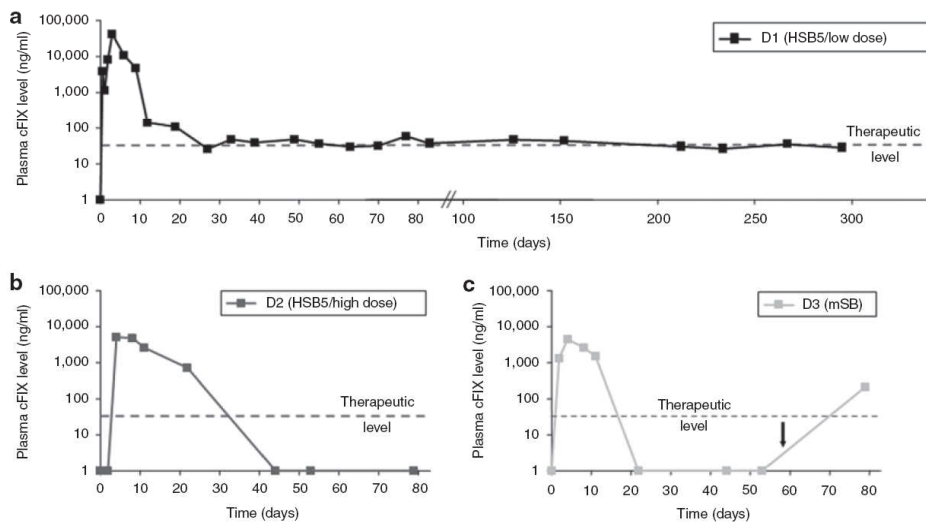 a
Plasma cFIX level (ng/ml)
100,000
10,000
1,000
100
10
1
D1 (HSB5/low dose)
Therapeutic
level
0 10 20 30 40 50 60 70 80 100 150 200 250 300
Time (days)
b
Plasma cFIX level (ng/ml)
100,000
10,000
1,000
100
10
1
D2 (HSB5/high dose)
Therapeutic
level
0 10 20 30 40 50 60 70 80
Time (days)
c
Plasma cFIX level (ng/ml)
100,000
10,000
1,000
100
10
1
D3 (mSB)
Therapeutic
level
0 10 20 30 40 50 60 70 80
Time (days)